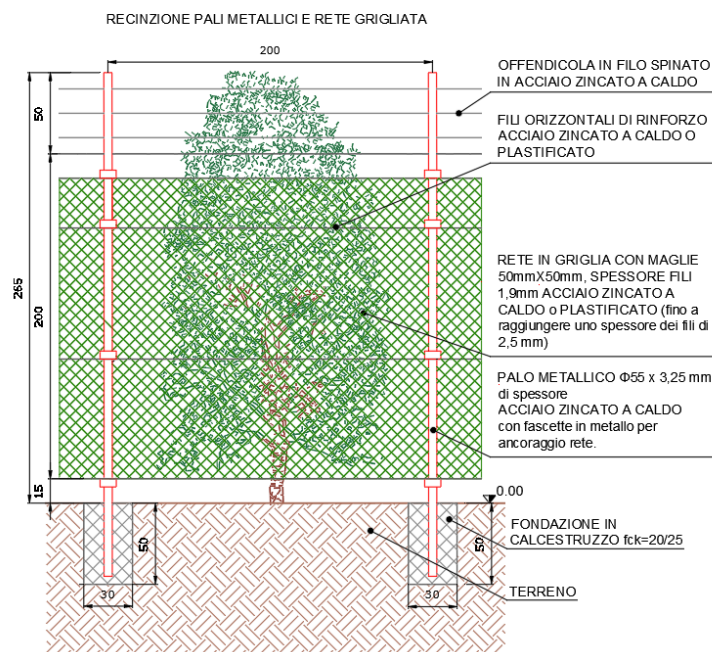 RECINZIONE PALI METALLICI E RETE GRIGLIATA
200
OFFENDICOLA IN FILO SPINATO
IN ACCIAIO ZINCATO A CALDO
50
FILI ORIZZONTALI DI RINFORZO
ACCIAIO ZINCATO A CALDO O
PLASTIFICATO
265
200
RETE IN GRIGLIA CON MAGLIE
50mmX50mm, SPESSORE FILI
1,9mm ACCIAIO ZINCATO A
CALDO o PLASTIFICATO (fino a
raggiungere uno spessore dei fili di
2,5 mm)
PALO METALLICO Φ55 x 3,25 mm
di spessore
ACCIAIO ZINCATO A CALDO
con fascette in metallo per
ancoraggio rete.
15
0.00
50
50
FONDAZIONE IN
CALCESTRUZZO fck=20/25
30
30
TERRENO